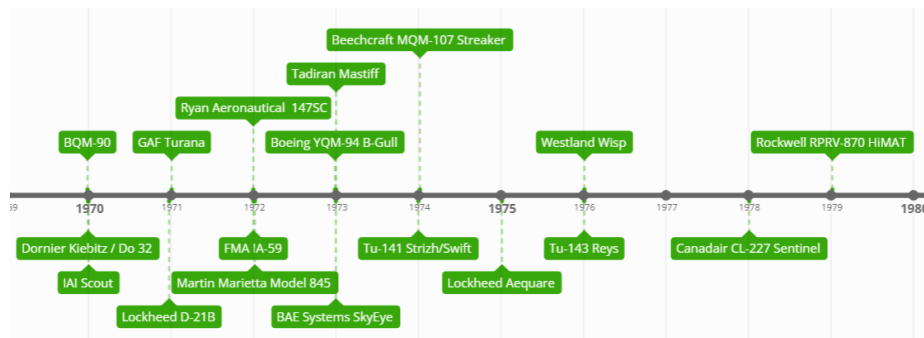 Beechcraft MQM-107 Streaker
Tadiran Mastiff
Ryan Aeronautical 147SC
BQM-90
GAF Turana
Boeing YQM-94 B-Gull
Westland Wisp
Rockwell RPRV-870 HiMAT
69 1970 1971 1972 1973 1974 1975 1976 1977 1978 1979 1980
Dornier Kiebitz / Do 32
FMA IA-59
Tu-141 Strizh/Swift
Tu-143 Reys
Canadair CL-227 Sentinel
IAI Scout
Martin Marietta Model 845
Lockheed Aequare
Lockheed D-21B
BAE Systems SkyEye